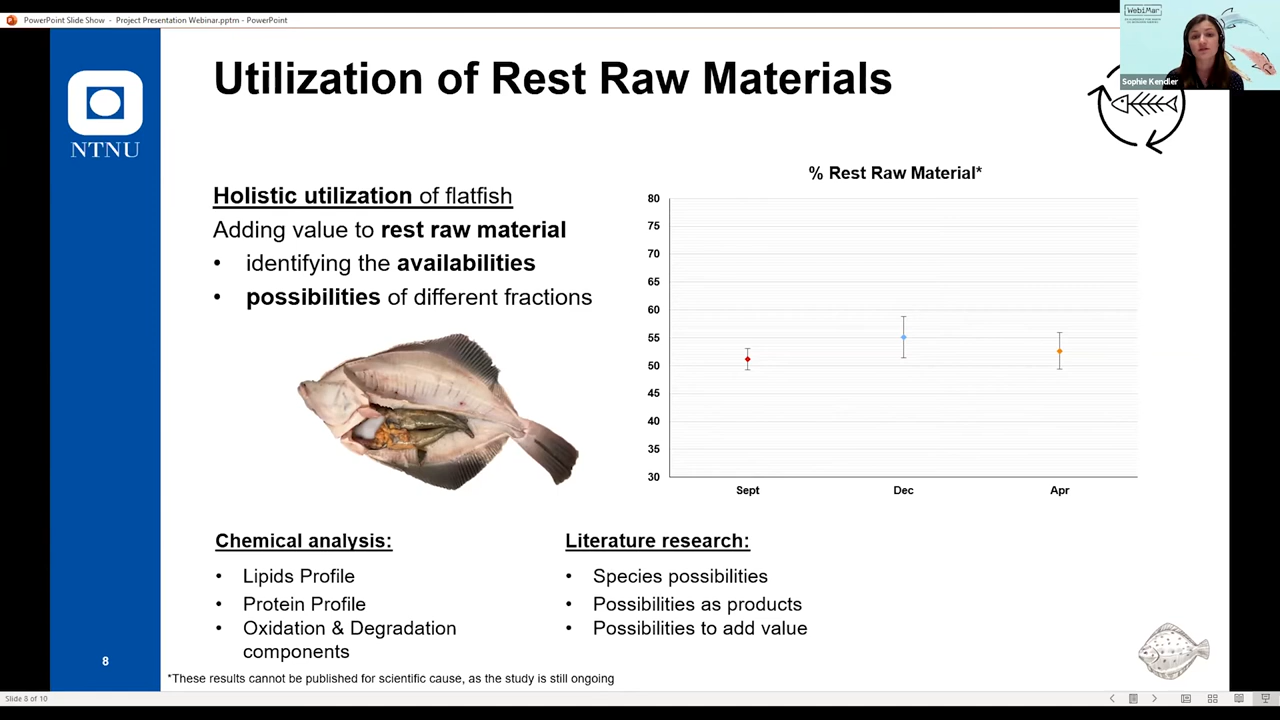 PowerPoint Slide Show - Project Presentation Webinar.pptm - PowerPoint
WebiMar
Sophie Kendler
NTNU
Utilization of Rest Raw Materials
Holistic utilization of flatfish
Adding value to rest raw material
• identifying the availabilities
• possibilities of different fractions
% Rest Raw Material*
80
75
70
65
60
55
50
45
40
35
30
Sept Dec Apr
Chemical analysis:
• Lipids Profile
• Protein Profile
• Oxidation & Degradation
components
Literature research:
• Species possibilities
• Possibilities as products
• Possibilities to add value
8
*These results cannot be published for scientific cause, as the study is still ongoing
Slide 8 of 10